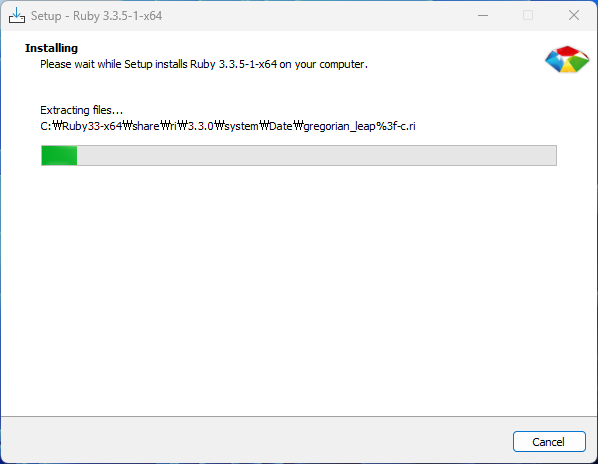 Setup - Ruby 3.3.5-1-x64
Installing
Please wait while Setup installs Ruby 3.3.5-1-x64 on your computer.
Extracting files...
C:₩Ruby33-x64₩share₩ri₩3.3.0₩system₩Date₩gregorian_leap%3f-c.ri
Cancel